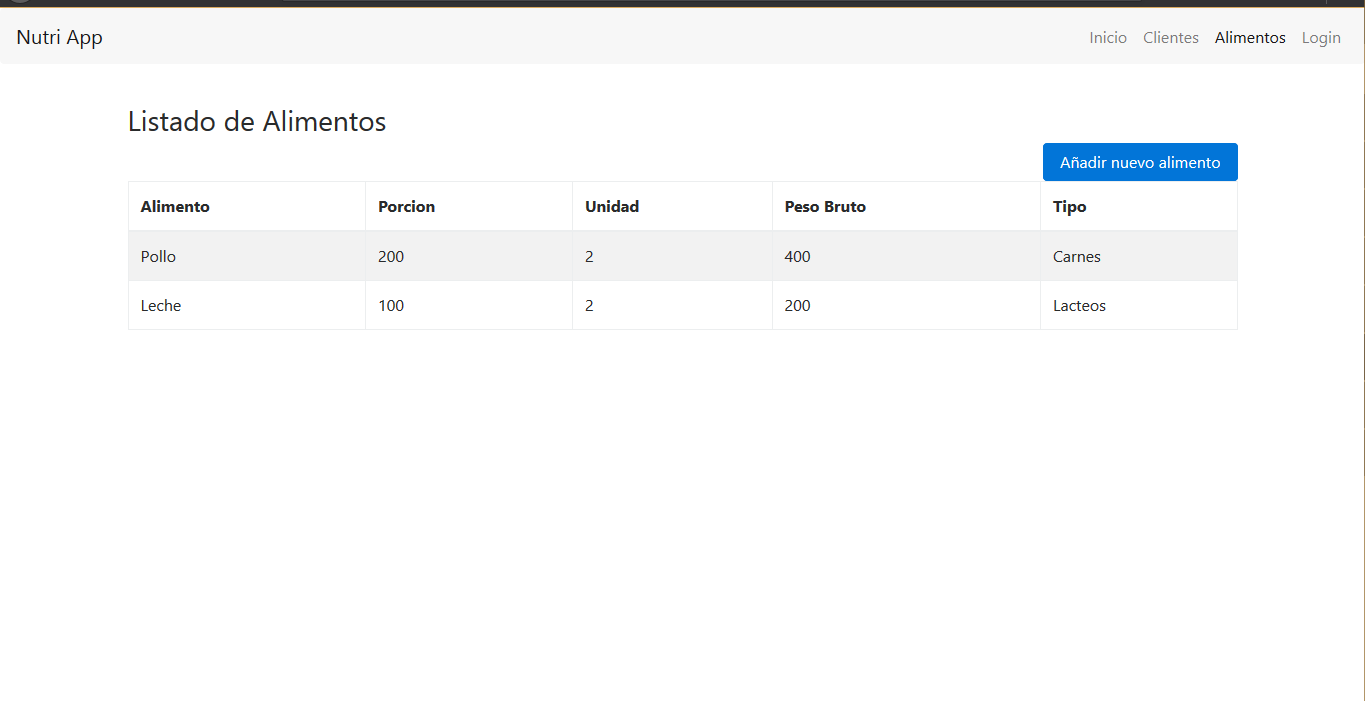 Nutri App Inicio Clientes Alimentos Login
Listado de Alimentos
Añadir nuevo alimento
Alimento Porcion Unidad Peso Bruto Tipo
Pollo 200 2 400 Carnes
Leche 100 2 200 Lacteos